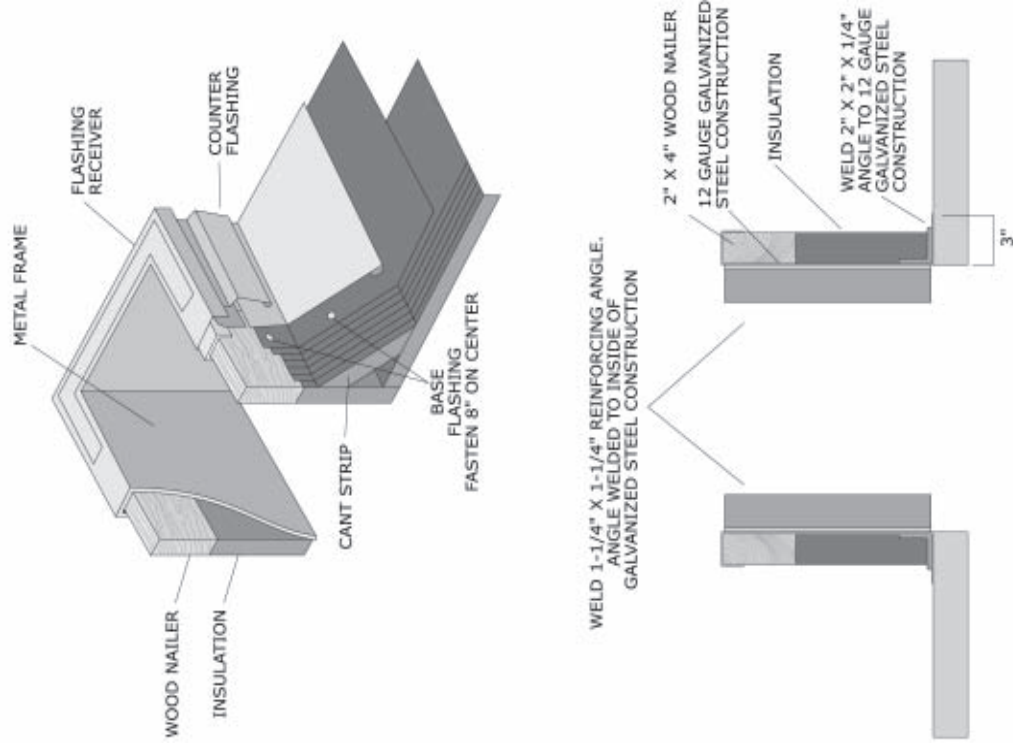 METAL FRAME
FLASHING
RECEIVER
COUNTER
FLASHING
WOOD NAILER
INSULATION
CANT STRIP
BASE
FLASHING
FASTEN 8" ON CENTER
WELD 1-1/4" X 1-1/4" REINFORCING ANGLE.
ANGLE WELDED TO INSIDE OF
GALVANIZED STEEL CONSTRUCTION
2" X 4" WOOD NAILER
12 GAUGE GALVANIZED
STEEL CONSTRUCTION
INSULATION
WELD 2" X 2" X 1/4"
ANGLE TO 12 GAUGE
GALVANIZED STEEL
CONSTRUCTION
3"